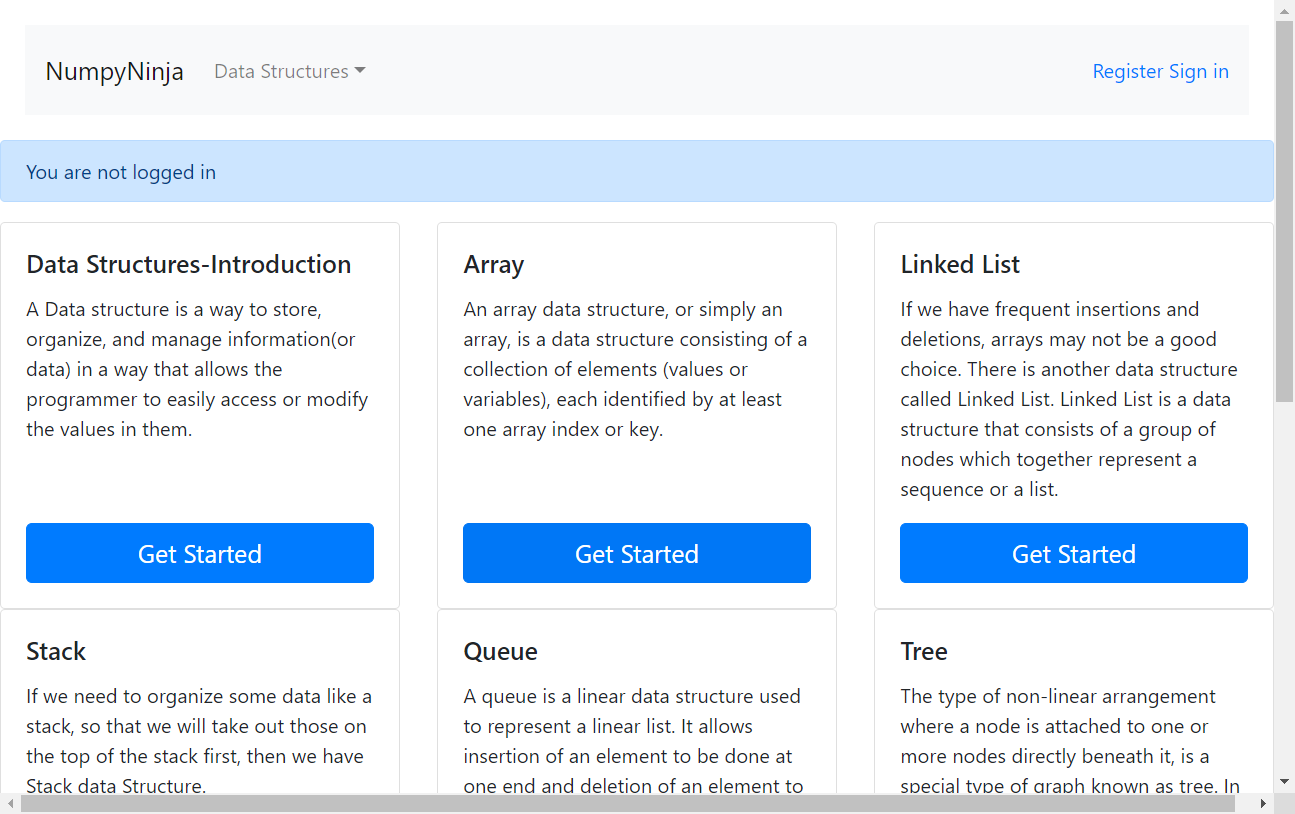 NumpyNinja
Data Structures
Register Sign in
You are not logged in
Data Structures-Introduction
A Data structure is a way to store,
organize, and manage information(or
data) in a way that allows the
programmer to easily access or modify
the values in them.
Get Started
Array
An array data structure, or simply an
array, is a data structure consisting of a
collection of elements (values or
variables), each identified by at least
one array index or key.
Get Started
Linked List
If we have frequent insertions and
deletions, arrays may not be a good
choice. There is another data structure
called Linked List. Linked List is a data
structure that consists of a group of
nodes which together represent a
sequence or a list.
Get Started
Stack
If we need to organize some data like a
stack, so that we will take out those on
the top of the stack first, then we have
Stack data Structure.
Queue
A queue is a linear data structure used
to represent a linear list. It allows
insertion of an element to be done at
one end and deletion of an element to
Tree
The type of non-linear arrangement
where a node is attached to one or
more nodes directly beneath it, is a
special type of graph known as tree. In